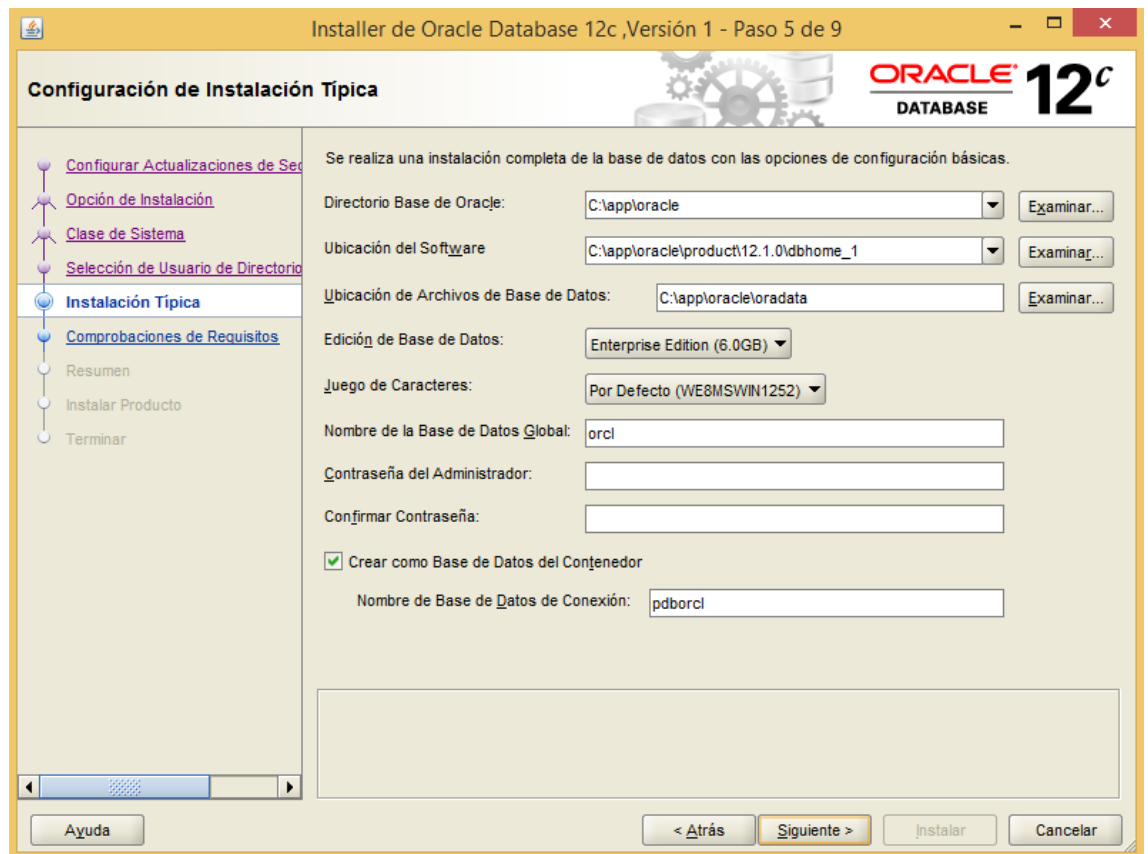 Installer de Oracle Database 12c ,Versión 1 - Paso 5 de 9
Configuración de Instalación Típica
ORACLE
DATABASE
12c
Configurar Actualizaciones de Sec
Opción de Instalación
Clase de Sistema
Selección de Usuario de Directorio
Instalación Típica
Comprobaciones de Requisitos
Resumen
Instalar Producto
Terminar
Se realiza una instalación completa de la base de datos con las opciones de configuración básicas.
Directorio Base de Oracle: C:\app\oracle Examinar...
Ubicación del Software C:\app\oracle\product\12.1.0\dbhome_1 Examinar...
Ubicación de Archivos de Base de Datos: C:\app\oracle\oradata Examinar...
Edición de Base de Datos: Enterprise Edition (6.0GB)
Juego de Caracteres: Por Defecto (WE8MSWIN1252)
Nombre de la Base de Datos Global: orcl
Contraseña del Administrador:
Confirmar Contraseña:
Crear como Base de Datos del Contenedor
Nombre de Base de Datos de Conexión: pdborcl
Ayuda < Atrás Siguiente > Instalar Cancelar